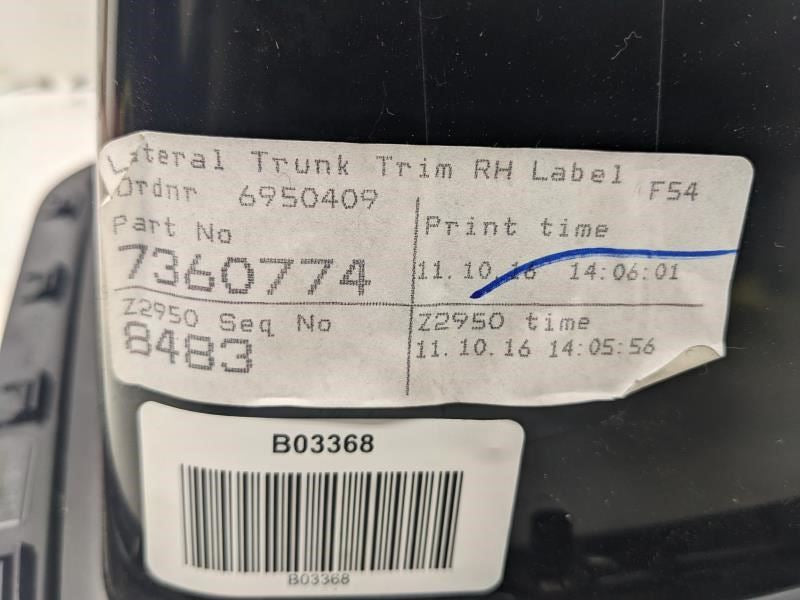 Lateral Trunk Trim RH Label F54
Ordnr 6950409
Part No
7360774
Print time
11.10.16 14:06:01
Z2950 Seq No
8483
Z2950 time
11.10.16 14:05:56
B03368
B03368